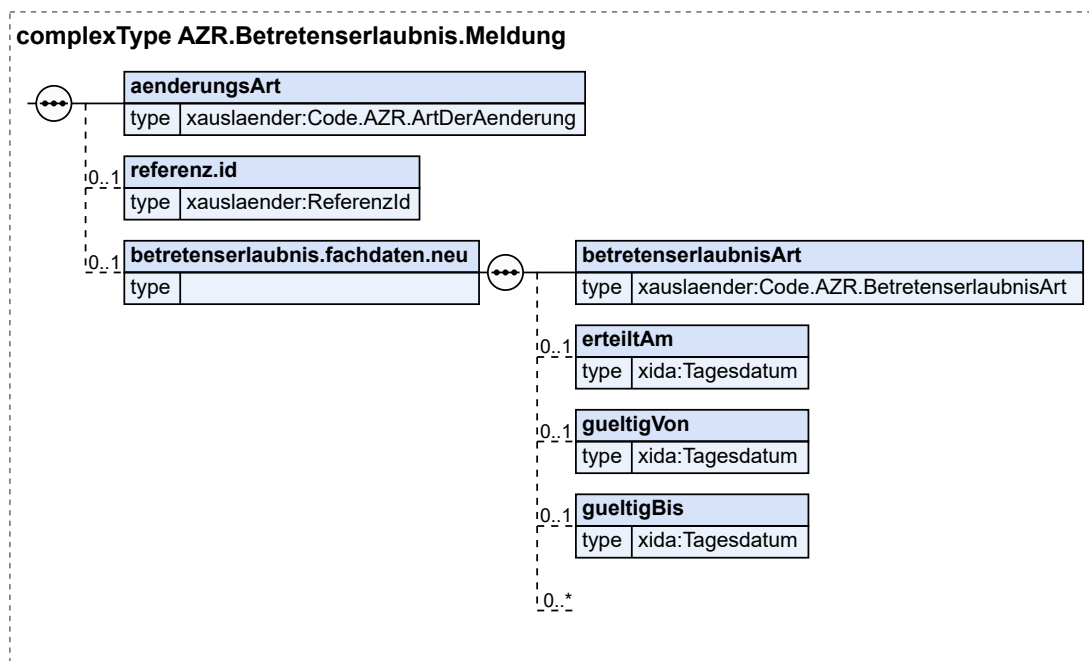 complexType AZR.Betretenserlaubnis.Meldung
aenderungsArt
type xauslaender:Code.AZR.ArtDerAenderung
0..1
referenz.id
type xauslaender:ReferenzId
0..1
betretenserlaubnis.fachdaten.neu
type
betretenserlaubnisArt
type xauslaender:Code.AZR.BetretenserlaubnisArt
0..1
erteiltAm
type xida:Tagesdatum
0..1
gueltigVon
type xida:Tagesdatum
0..1
gueltigBis
type xida:Tagesdatum
0..*